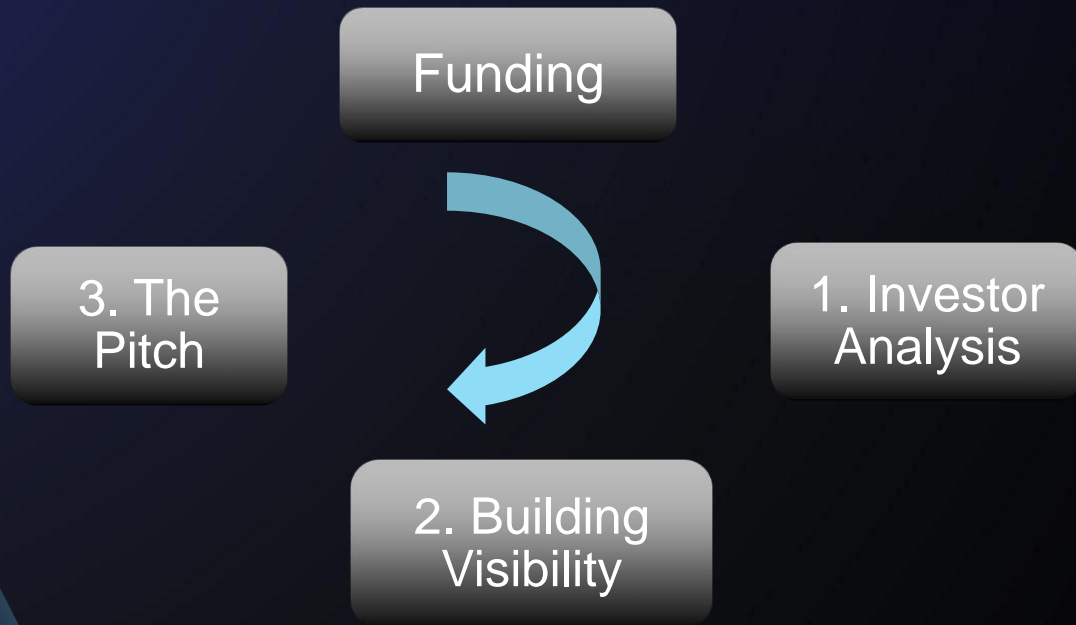 Funding
1. Investor
Analysis
2. Building
Visibility
3. The
Pitch